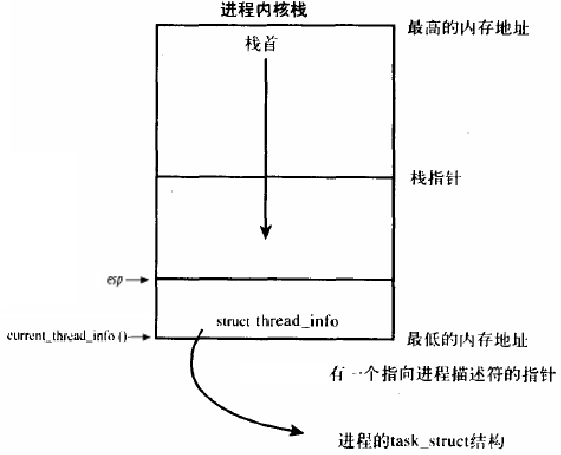 进程内核栈
最高的内存地址
栈首
栈指针
esp
struct thread_info
current_thread_info()
最低的内存地址
有一个指向进程描述符的指针
进程的task_struct结构